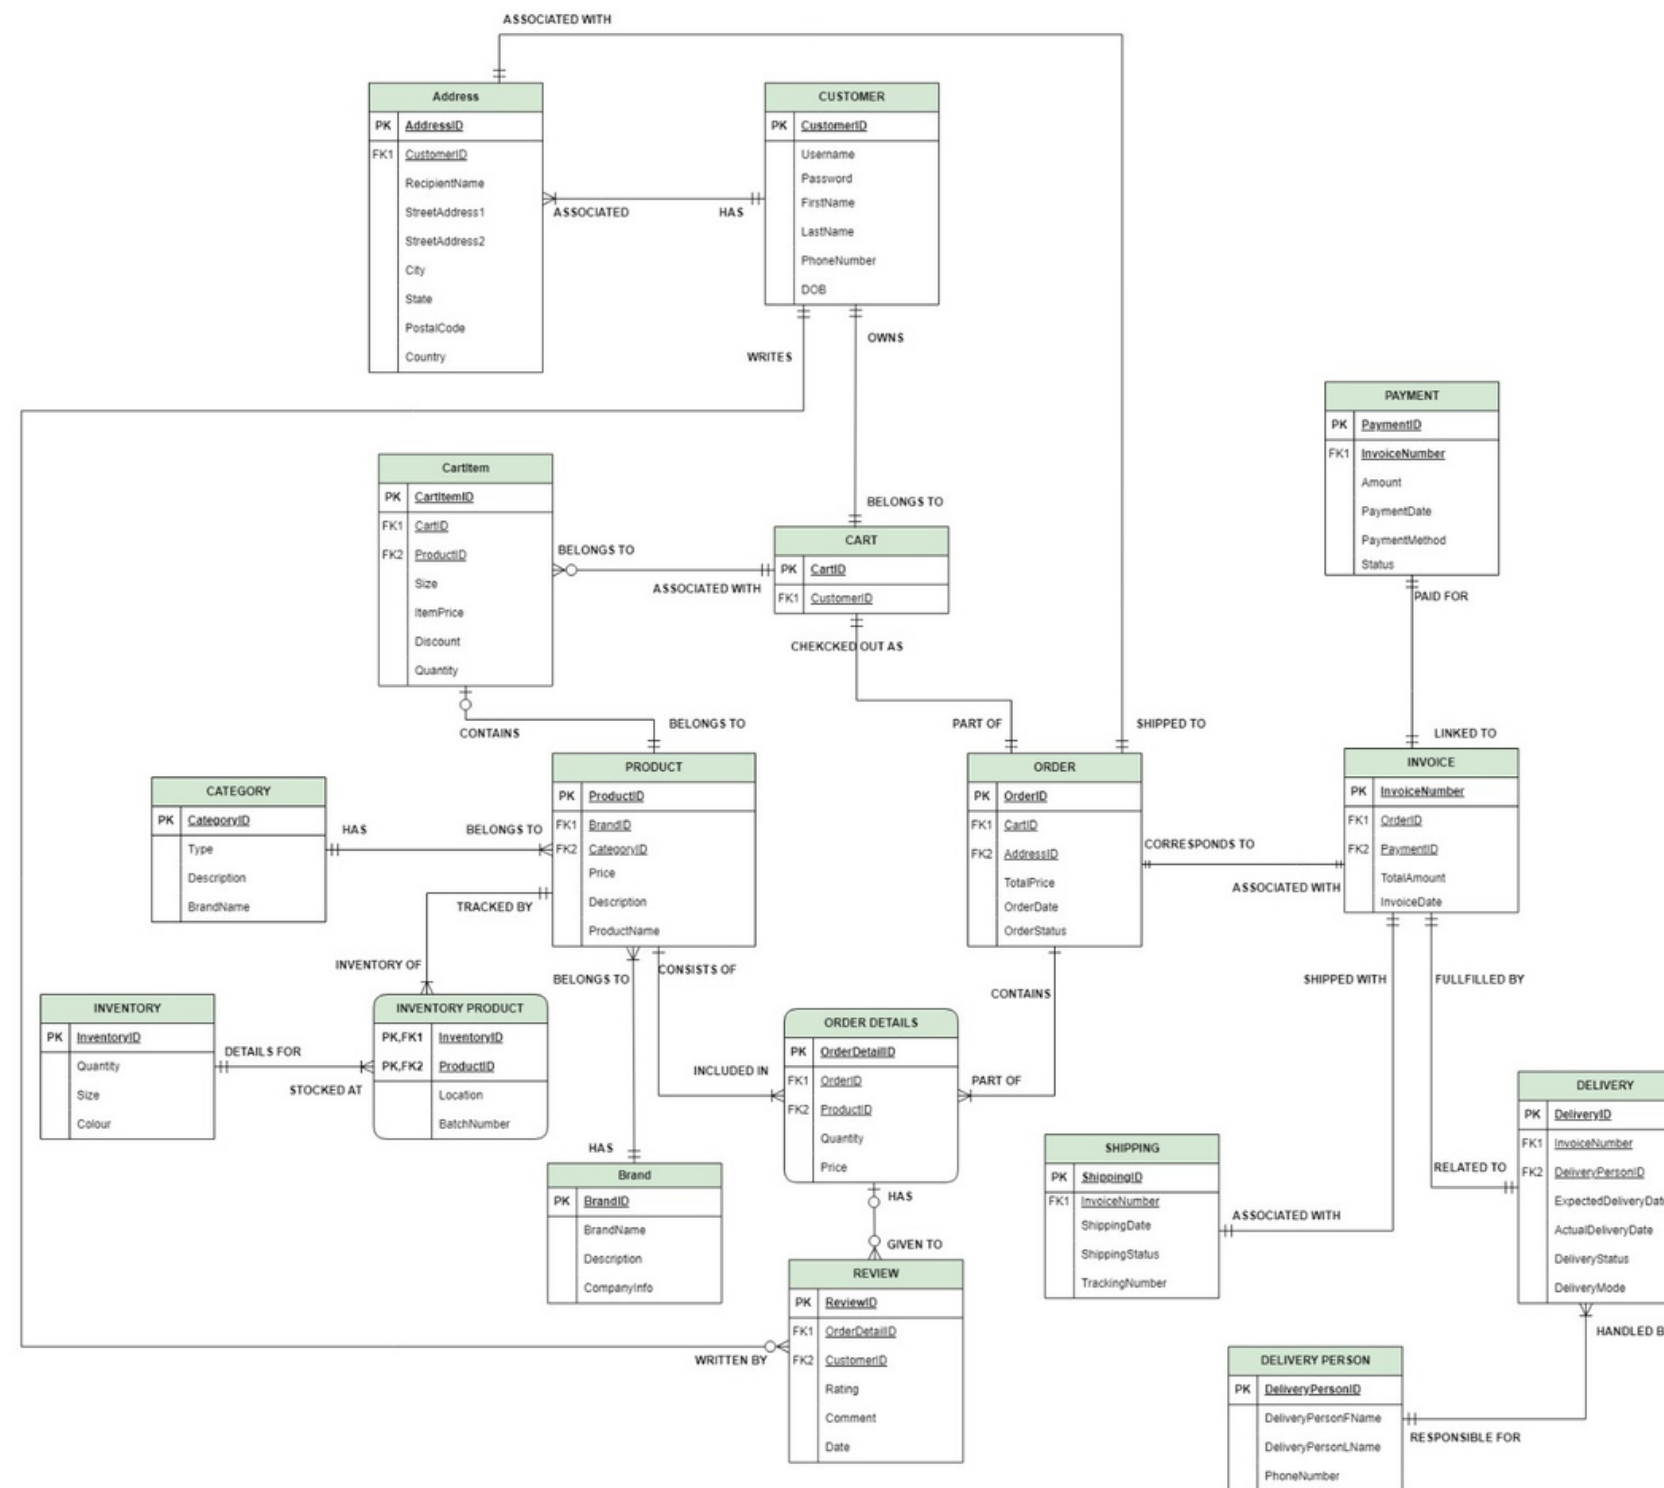 ASSOCIATED WITH
Address
PK AddressID
FK1 CustomerID
RecipientName
StreetAddress1
StreetAddress2
City
State
PostalCode
Country
CUSTOMER
PK CustomerID
Username
Password
FirstName
LastName
PhoneNumber
DOB
ASSOCIATED
HAS
WRITES
OWNS
PAYMENT
PK PaymentID
FK1 InvoiceNumber
Amount
PaymentDate
PaymentMethod
Status
PAID FOR
CartItem
PK CartItemID
FK1 CartID
FK2 ProductID
Size
ItemPrice
Discount
Quantity
BELONGS TO
BELONGS TO
ASSOCIATED WITH
CART
PK CartID
FK1 CustomerID
CHEKCKED OUT AS
CONTAINS
BELONGS TO
PART OF
SHIPPED TO
LINKED TO
CATEGORY
PK CategoryID
Type
Description
BrandName
HAS
BELONGS TO
PRODUCT
PK ProductID
FK1 BrandID
FK2 CategoryID
Price
Description
ProductName
ORDER
PK OrderID
FK1 CartID
FK2 AddressID
TotalPrice
OrderDate
OrderStatus
CORRESPONDS TO
ASSOCIATED WITH
INVOICE
PK InvoiceNumber
FK1 OrderID
FK2 PaymentID
TotalAmount
InvoiceDate
TRACKED BY
INVENTORY OF
BELONGS TO
CONSISTS OF
CONTAINS
SHIPPED WITH
FULLFILLED BY
INVENTORY
PK InventoryID
Quantity
Size
Colour
DETAILS FOR
STOCKED AT
INVENTORY PRODUCT
PK,FK1 InventoryID
PK,FK2 ProductID
Location
BatchNumber
INCLUDED IN
PART OF
ORDER DETAILS
PK OrderDetailID
FK1 OrderID
FK2 ProductID
Quantity
Price
HAS
Brand
PK BrandID
BrandName
Description
CompanyInfo
HAS
GIVEN TO
SHIPPING
PK ShippingID
FK1 InvoiceNumber
ShippingDate
ShippingStatus
TrackingNumber
ASSOCIATED WITH
RELATED TO
DELIVERY
PK DeliveryID
FK1 InvoiceNumber
FK2 DeliveryPersonID
ExpectedDeliveryDat
ActualDeliveryDate
DeliveryStatus
DeliveryMode
HANDLED B
REVIEW
PK ReviewID
FK1 OrderDetailID
FK2 CustomerID
Rating
Comment
Date
WRITTEN BY
DELIVERY PERSON
PK DeliveryPersonID
DeliveryPersonFName
DeliveryPersonLName
PhoneNumber
RESPONSIBLE FOR